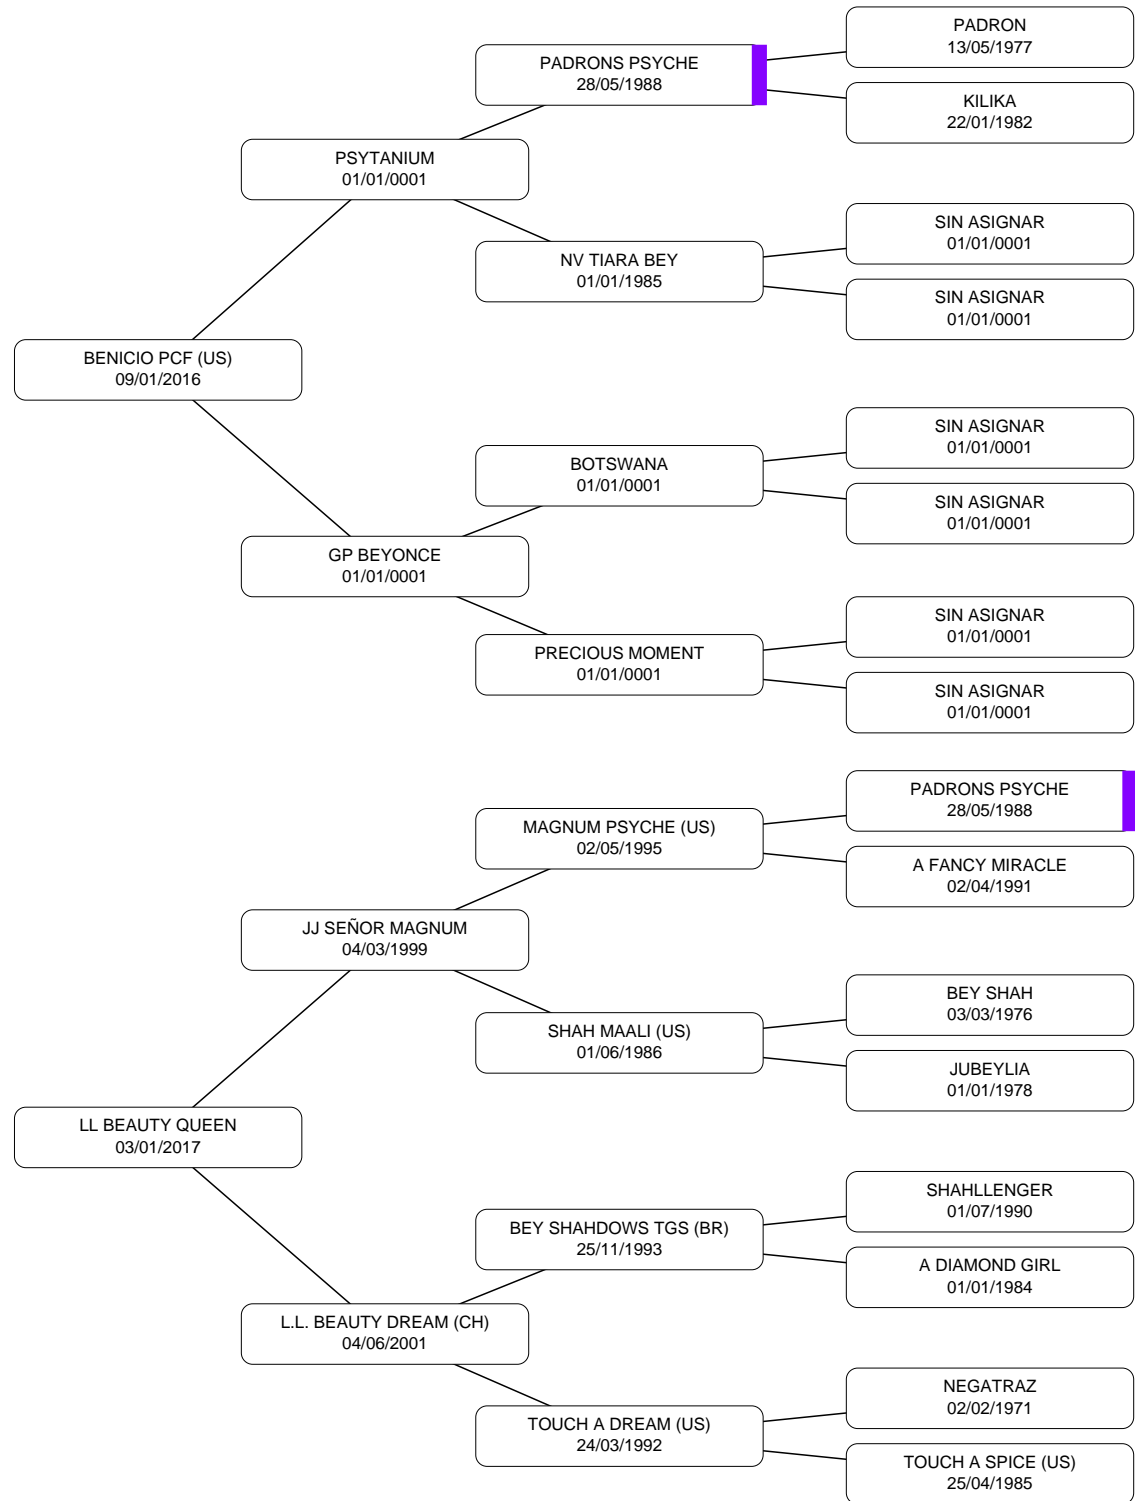 PADRON
13/05/1977
PADRONS PSYCHE
28/05/1988
KILIKA
22/01/1982
PSYTANIUM
01/01/0001
SIN ASIGNAR
01/01/0001
NV TIARA BEY
01/01/1985
SIN ASIGNAR
01/01/0001
BENICIO PCF (US)
09/01/2016
SIN ASIGNAR
01/01/0001
BOTSWANA
01/01/0001
SIN ASIGNAR
01/01/0001
GP BEYONCE
01/01/0001
SIN ASIGNAR
01/01/0001
PRECIOUS MOMENT
01/01/0001
SIN ASIGNAR
01/01/0001
PADRONS PSYCHE
28/05/1988
MAGNUM PSYCHE (US)
02/05/1995
A FANCY MIRACLE
02/04/1991
JJ SEÑOR MAGNUM
04/03/1999
BEY SHAH
03/03/1976
SHAH MAALI (US)
01/06/1986
JUBEYLIA
01/01/1978
LL BEAUTY QUEEN
03/01/2017
SHAHLLENGER
01/07/1990
BEY SHAHDOWS TGS (BR)
25/11/1993
A DIAMOND GIRL
01/01/1984
L.L. BEAUTY DREAM (CH)
04/06/2001
NEGATRAZ
02/02/1971
TOUCH A DREAM (US)
24/03/1992
TOUCH A SPICE (US)
25/04/1985